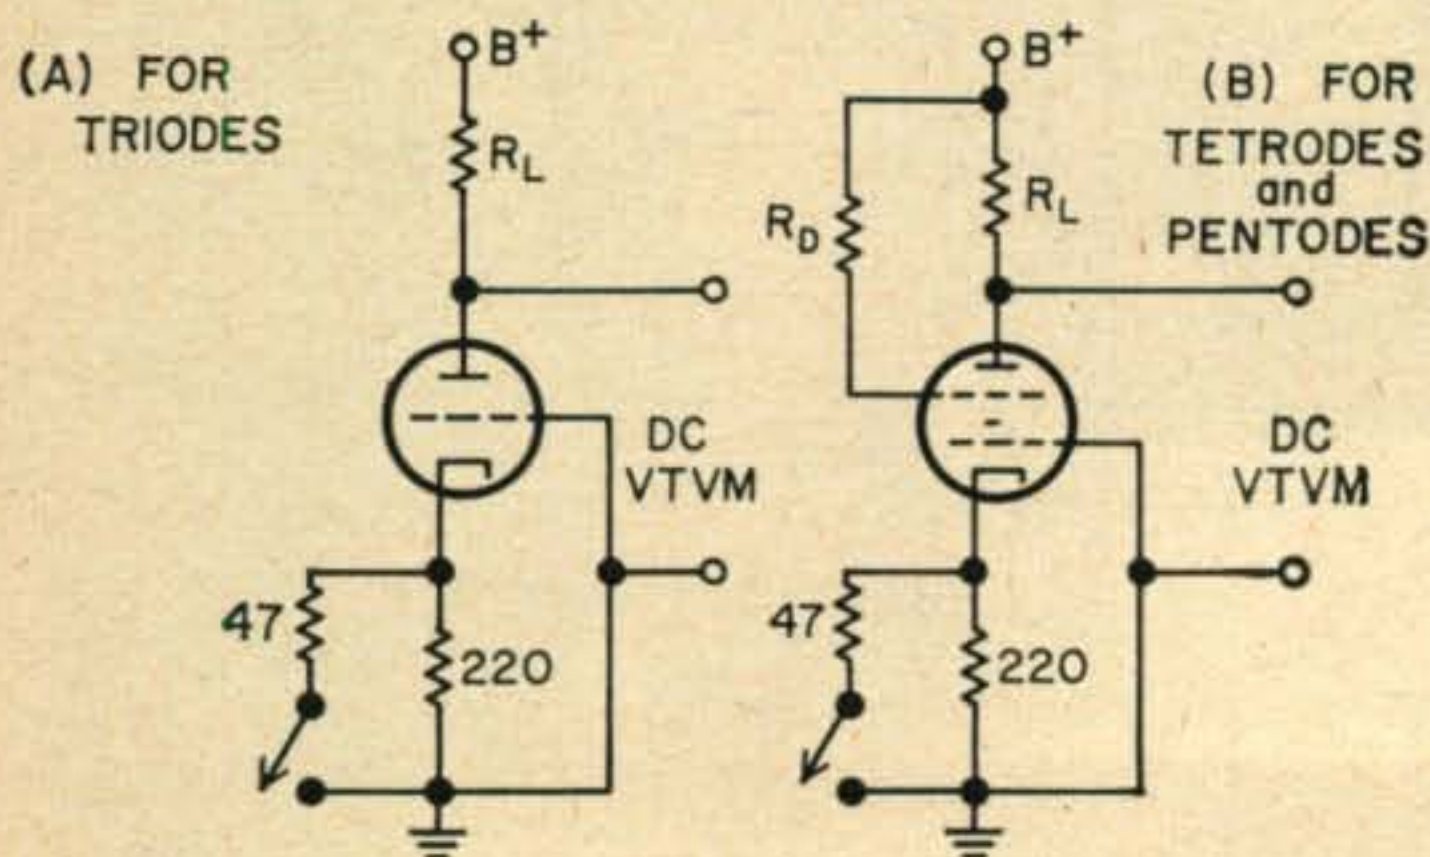 (A) FOR
TRIODES
B+
RL
DC
VTVM
47
220
B+
(B) FOR
TETRODES
and
PENTODES
RL
RD
DC
VTVM
47
220